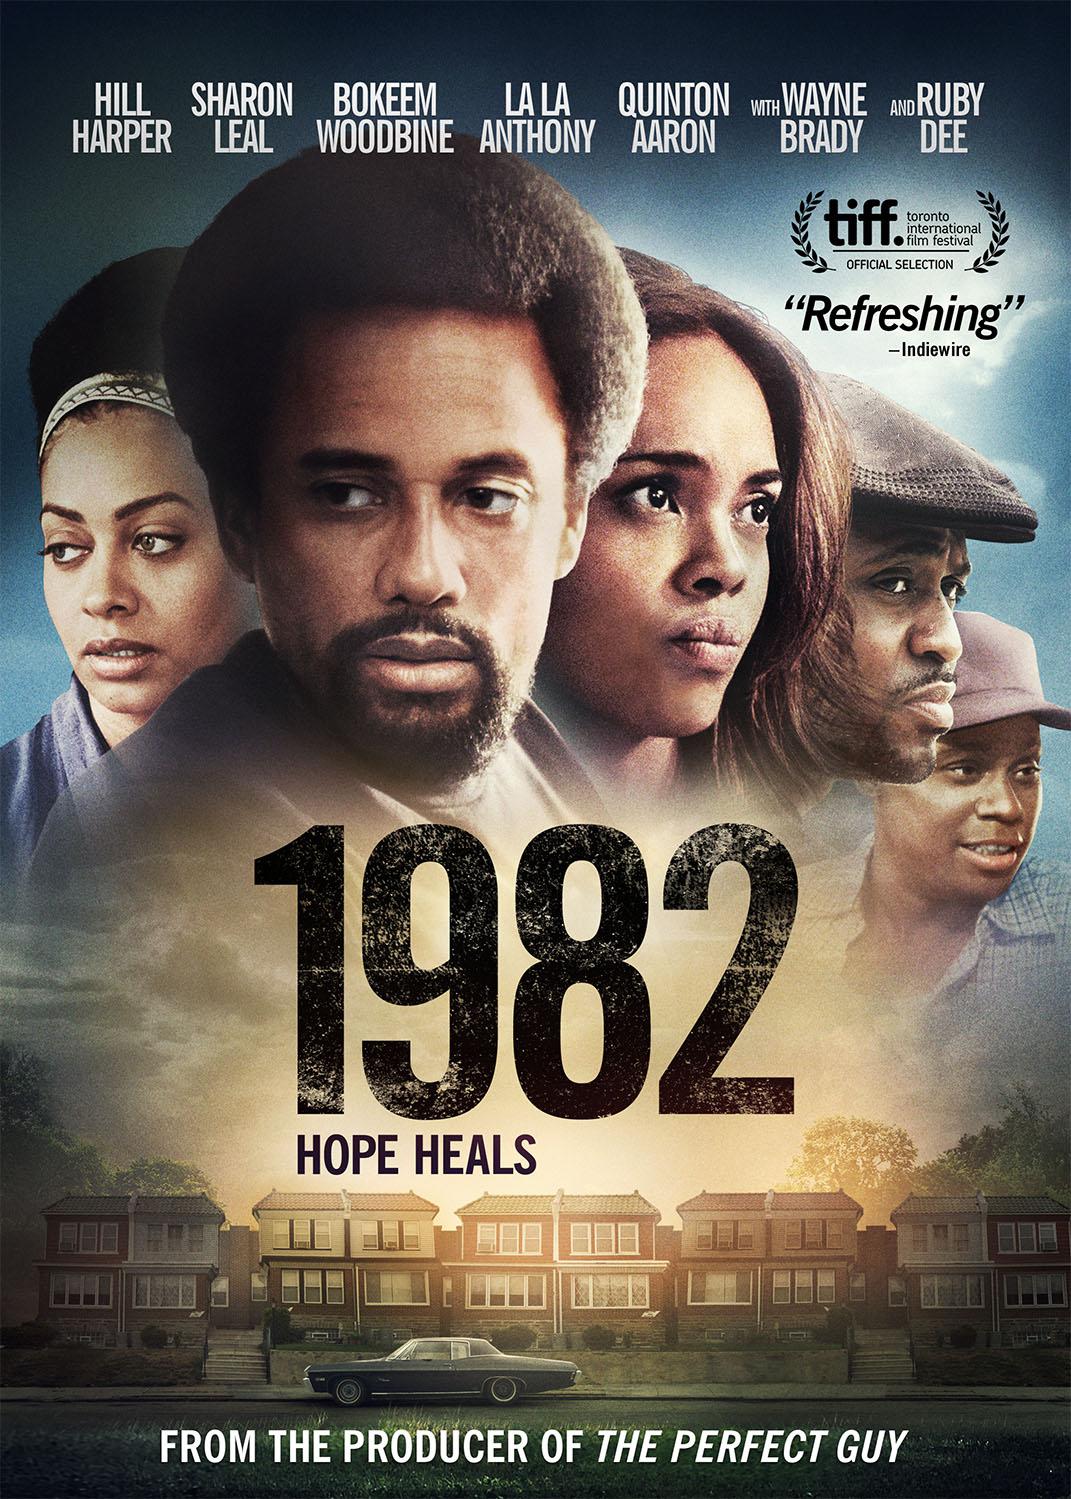 HILL HARPER
SHARON LEAL
BOKEEM WOODBINE
LA LA ANTHONY
QUINTON AARON
WITH WAYNE BRADY
AND RUBY DEE
tiff. toronto international film festival
OFFICIAL SELECTION
“Refreshing”
–Indiewire
1982
HOPE HEALS
FROM THE PRODUCER OF THE PERFECT GUY